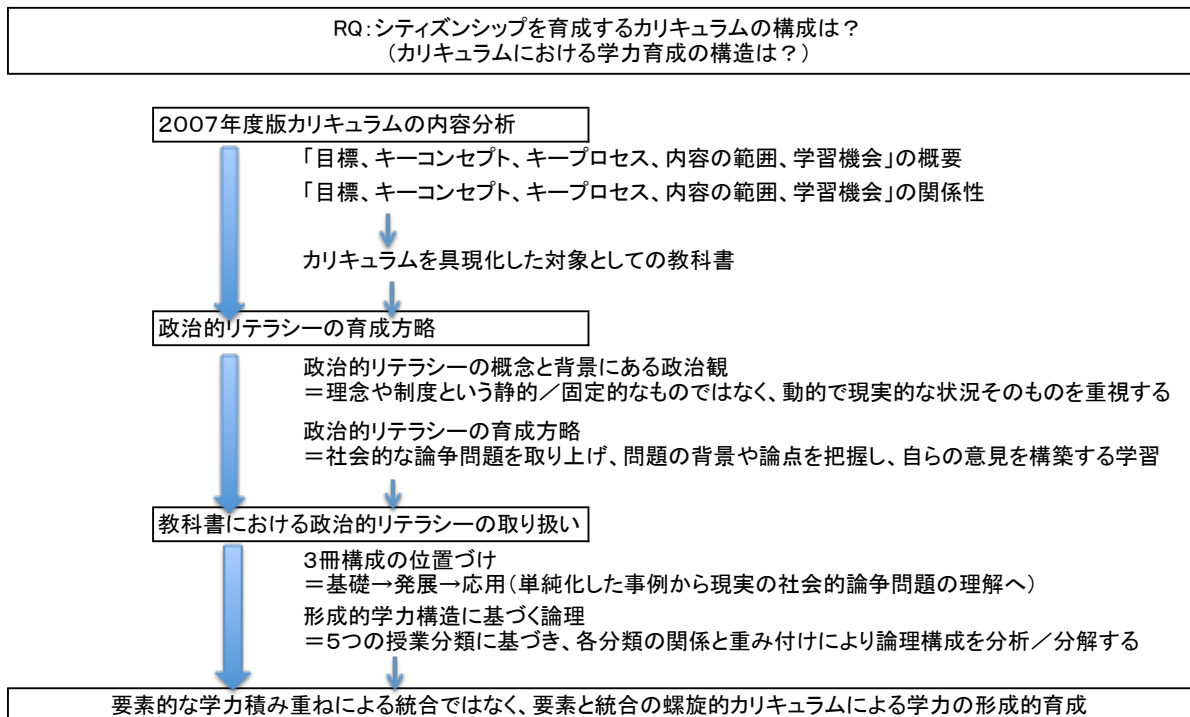 RQ：シティズンシップを育成するカリキュラムの構成は？
（カリキュラムにおける学力育成の構造は？）
２００７年度版カリキュラムの内容分析
「目標、キーコンセプト、キープロセス、内容の範囲、学習機会」の概要
「目標、キーコンセプト、キープロセス、内容の範囲、学習機会」の関係性
カリキュラムを具現化した対象としての教科書
政治的リテラシーの育成方略
政治的リテラシーの概念と背景にある政治観
＝理念や制度という静的／固定的なものではなく、動的で現実的な状況そのものを重視する
政治的リテラシーの育成方略
＝社会的な論争問題を取り上げ、問題の背景や論点を把握し、自らの意見を構築する学習
教科書における政治的リテラシーの取り扱い
３冊構成の位置づけ
＝基礎→発展→応用（単純化した事例から現実の社会的論争問題の理解へ）
形成的学力構造に基づく論理
＝５つの授業分類に基づき、各分類の関係と重み付けにより論理構成を分析／分解する
要素的な学力積み重ねによる統合ではなく、要素と統合の螺旋的カリキュラムによる学力の形成的育成